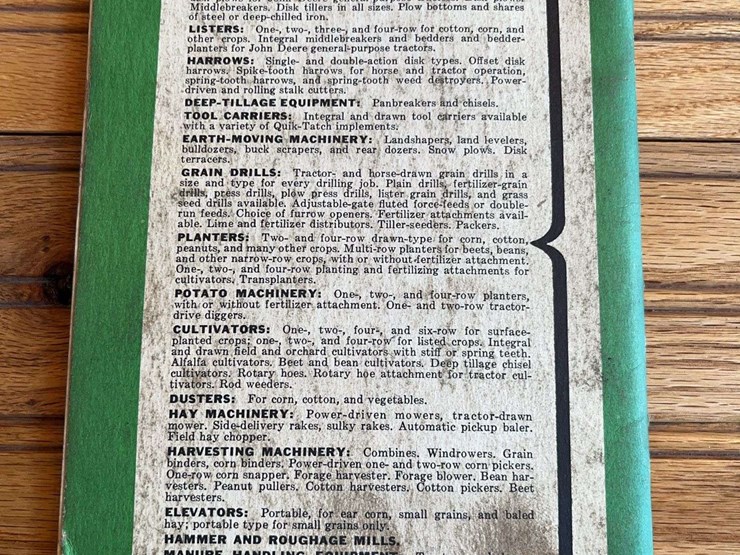 Middlebreakers. Disk tillers in all sizes. Plow bottoms and shares
of steel or deep-chilled iron.
LISTERS: One-, two-, three-, and four-row for cotton, corn, and
other crops. Integral middlebreakers and bedders and bedder-
planters for John Deere general-purpose tractors.
HARROWS: Single- and double-action disk types. Offset disk
harrows. Spike-tooth harrows for horse and tractor operation,
spring-tooth harrows, and spring-tooth weed destroyers. Power-
driven and rolling stalk cutters.
DEEP-TILLAGE EQUIPMENT: Panbreakers and chisels.
TOOL CARRIERS: Integral and drawn tool carriers available
with a variety of Quik-Tatch implements.
EARTH-MOVING MACHINERY: Landshapers, land levelers,
bulldozers, buck scrapers, and rear dozers. Snow plows. Disk
terracers.
GRAIN DRILLS: Tractor- and horse-drawn grain drills in a
size and type for every drilling job. Plain drills, fertilizer-grain
drills, press drills, plow press drills, lister grain drills, and grass
seed drills available. Adjustable-gate fluted force-feeds or double-
run feeds. Choice of furrow openers. Fertilizer attachments avail-
able. Lime and fertilizer distributors. Tiller-seeders. Packers.
PLANTERS: Two- and four-row drawn-type for corn, cotton,
peanuts, and many other crops. Multi-row planters for beets, beans,
and other narrow-row crops, with or without fertilizer attachment.
One-, two-, and four-row planting and fertilizing attachments for
cultivators. Transplanters.
POTATO MACHINERY: One-, two-, and four-row planters,
with or without fertilizer attachment. One- and two-row tractor-
drive diggers.
CULTIVATORS: One-, two-, four-, and six-row for surface-
planted crops; one-, two-, and four-row for listed crops. Integral
and drawn field and orchard cultivators with stiff or spring teeth.
Alfalfa cultivators. Beet and bean cultivators. Deep tillage chisel
cultivators. Rotary hoes. Rotary hoe attachment for tractor cul-
tivators. Rod weeders.
DUSTERS: For corn, cotton, and vegetables.
HAY MACHINERY: Power-driven mowers, tractor-drawn
mower. Side-delivery rakes, sulky rakes. Automatic pickup baler.
Field hay chopper.
HARVESTING MACHINERY: Combines. Windrowers. Grain
binders, corn binders. Power-driven one- and two-row corn pickers.
One-row corn snapper. Forage harvester. Forage blower. Bean har-
vesters. Peanut pullers. Cotton harvesters. Cotton pickers. Beet
harvesters.
ELEVATORS: Portable, for ear corn, small grains, and baled
hay; portable type for small grains only.
HAMMER AND ROUGHAGE MILLS.
MANURE HANDLING EQUIPMENT